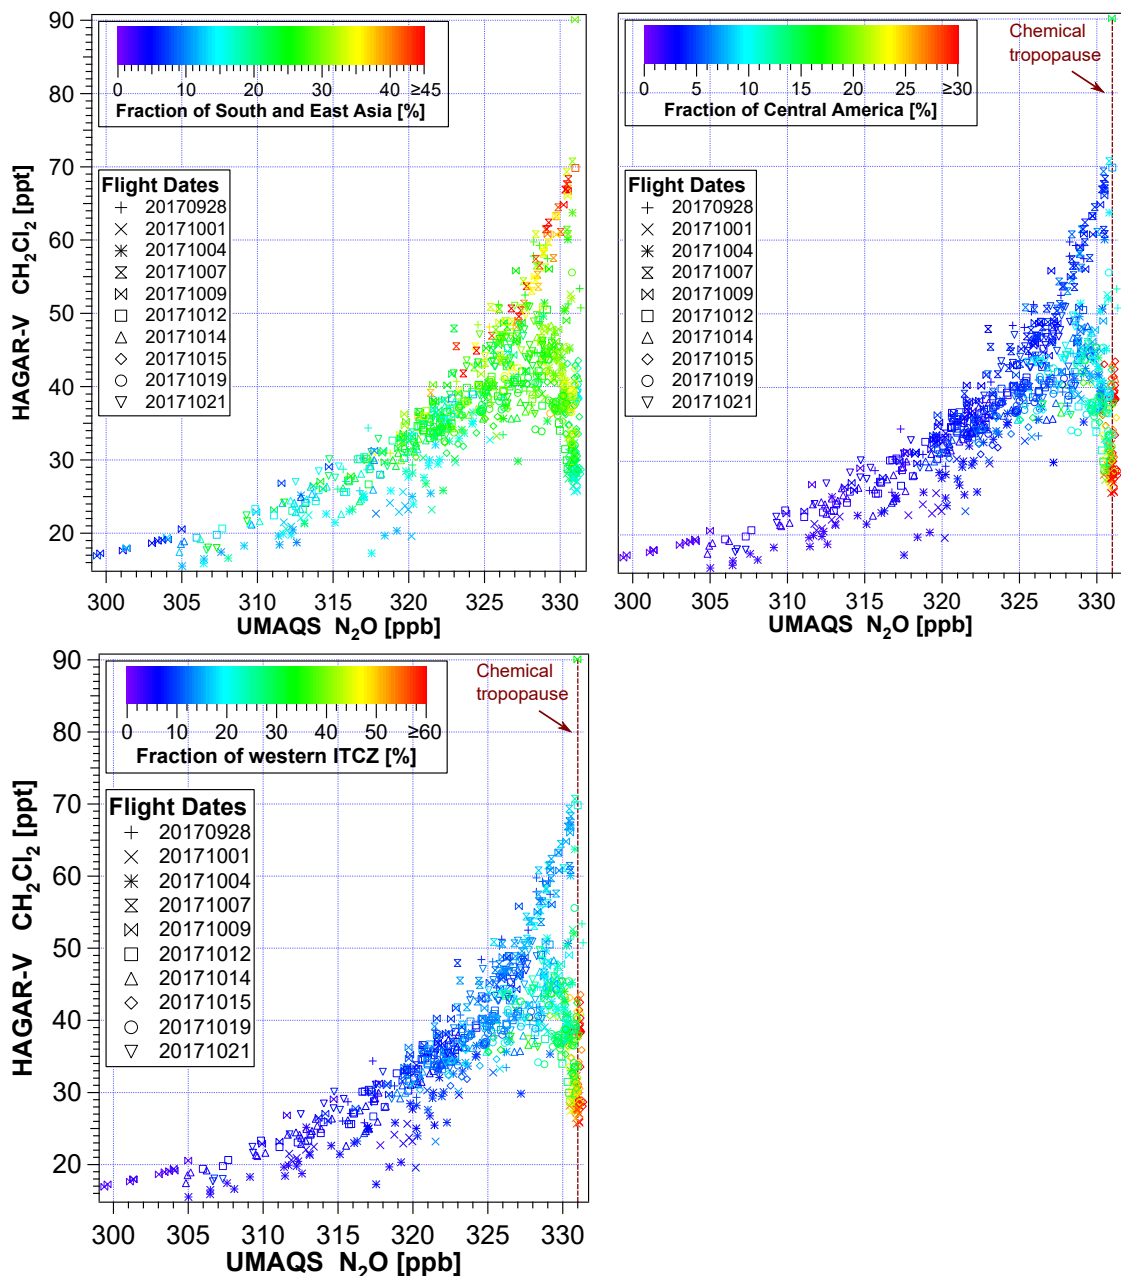 90
80
70
60
50
40
30
20
HAGAR-V CH2Cl2 [ppt]
0 10 20 30 40 ≥45
Fraction of South and East Asia [%]
Flight Dates
20170928
20171001
20171004
20171007
20171009
20171012
20171014
20171015
20171019
20171021
300 305 310 315 320 325 330
UMAQS N2O [ppb]
0 5 10 15 20 25 ≥30
Fraction of Central America [%]
Chemical
tropopause
Flight Dates
20170928
20171001
20171004
20171007
20171009
20171012
20171014
20171015
20171019
20171021
300 305 310 315 320 325 330
UMAQS N2O [ppb]
90
80
70
60
50
40
30
20
HAGAR-V CH2Cl2 [ppt]
0 10 20 30 40 50 ≥60
Fraction of western ITCZ [%]
Chemical
tropopause
Flight Dates
20170928
20171001
20171004
20171007
20171009
20171012
20171014
20171015
20171019
20171021
300 305 310 315 320 325 330
UMAQS N2O [ppb]